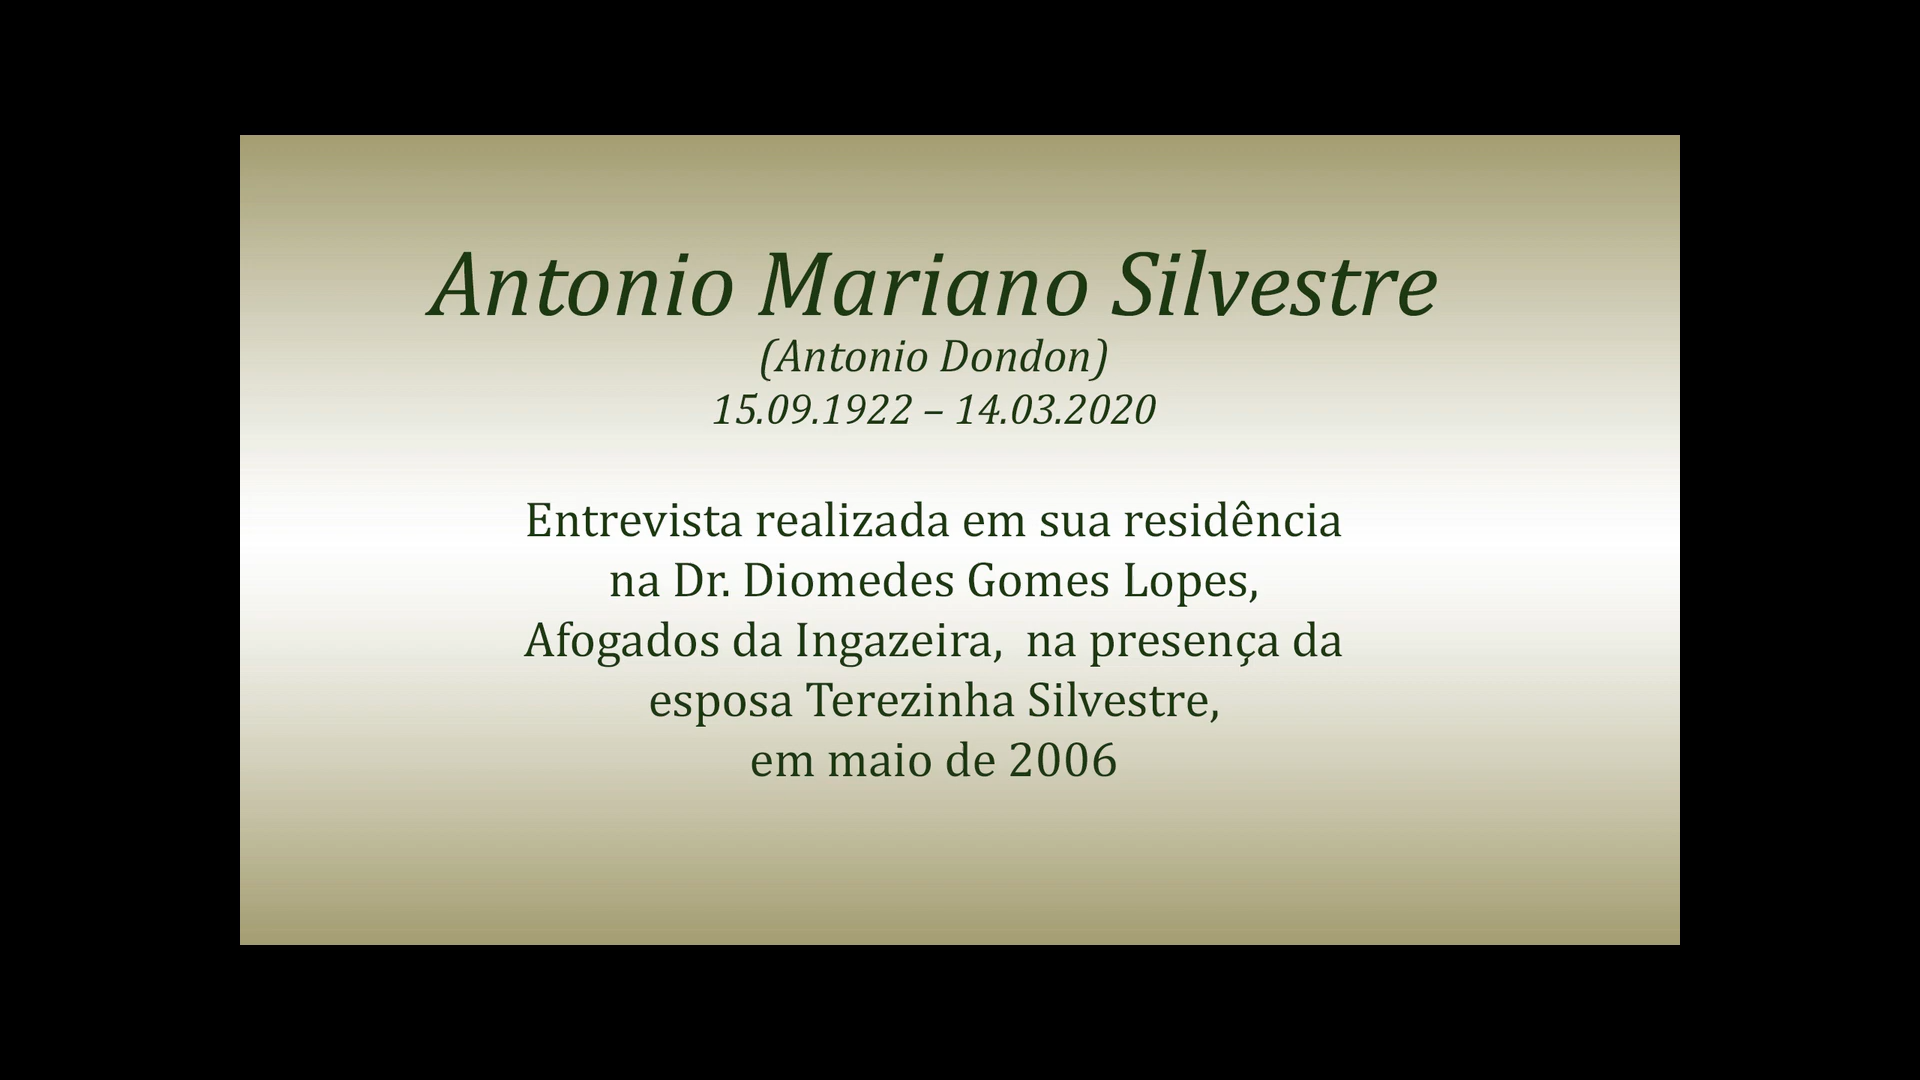 Antonio Mariano Silvestre
(Antonio Dondon)
15.09.1922 – 14.03.2020
Entrevista realizada em sua residência
na Dr. Diomedes Gomes Lopes,
Afogados da Ingazeira,  na presença da
esposa Terezinha Silvestre,
em maio de 2006